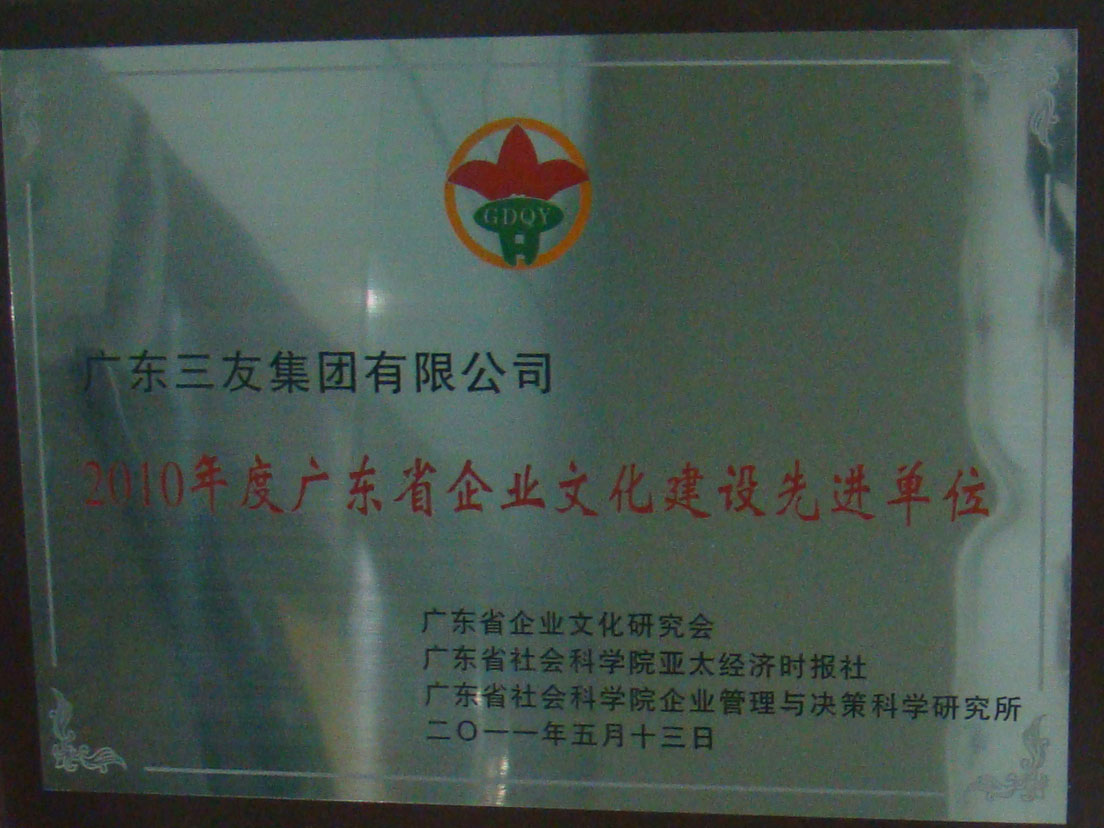 GDQY
广东三友集团有限公司
2010年度广东省企业文化建设先进单位
广东省企业文化研究会
广东省社会科学院亚太经济时报社
广东省社会科学院企业管理与决策科学研究所
二〇一一年五月十三日